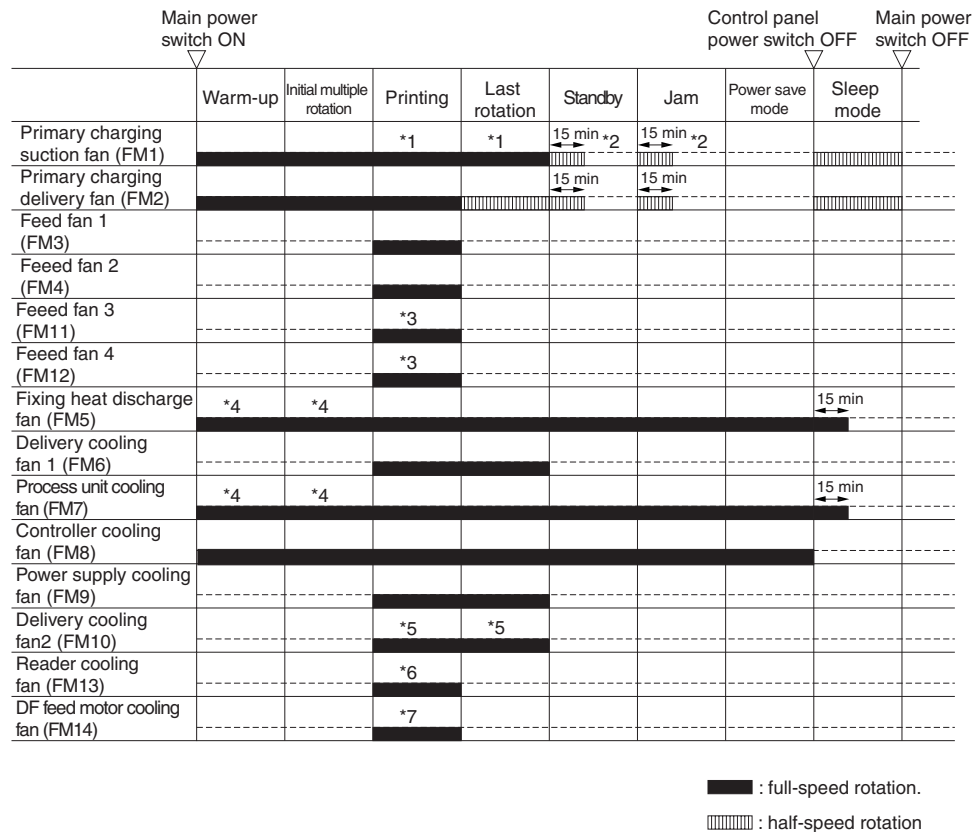 Main power
switch ON
Control panel
power switch OFF
Main power
switch OFF
Warm-up
Initial multiple
rotation
Printing
Last
rotation
Standby
Jam
Power save
mode
Sleep
mode
Primary charging
suction fan (FM1)
*1
*1
15 min
*2
15 min
*2
Primary charging
delivery fan (FM2)
15 min
15 min
Feed fan 1
(FM3)
Feeed fan 2
(FM4)
Feeed fan 3
(FM11)
*3
Feeed fan 4
(FM12)
*3
Fixing heat discharge
fan (FM5)
*4
*4
15 min
Delivery cooling
fan 1 (FM6)
Process unit cooling
fan (FM7)
*4
*4
15 min
Controller cooling
fan (FM8)
Power supply cooling
fan (FM9)
Delivery cooling
fan2 (FM10)
*5
*5
Reader cooling
fan (FM13)
*6
DF feed motor cooling
fan (FM14)
*7
: full-speed rotation.
: half-speed rotation